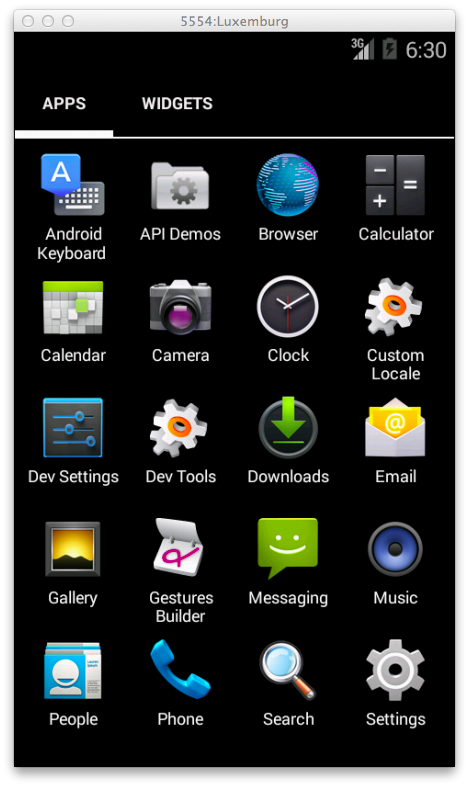 5554:Luxemburg
3G 6:30
APPS WIDGETS
A
@
Android Keyboard
API Demos
Browser
Calculator
Calendar
Camera
Clock
Custom Locale
Dev Settings
Dev Tools
Downloads
Email
Gallery
Gestures Builder
Messaging
Music
People
Phone
Search
Settings